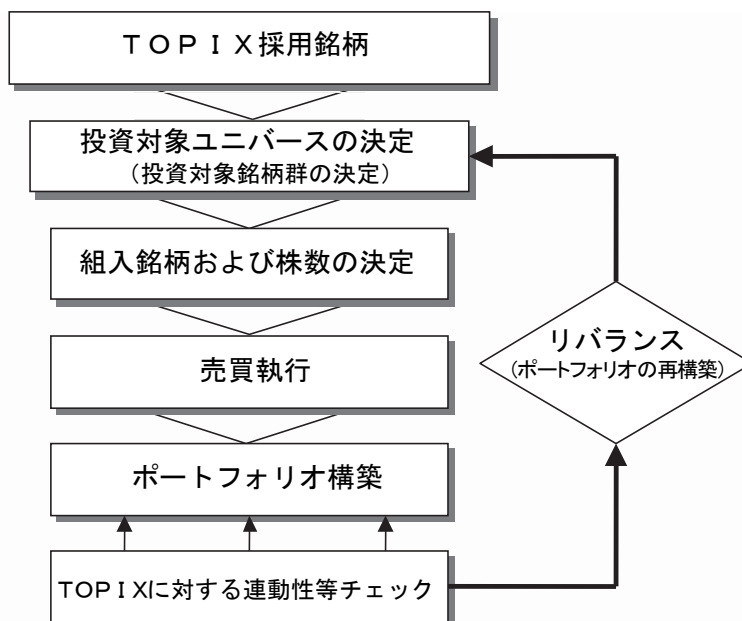 ＴＯＰＩＸ採用銘柄
投資対象ユニバースの決定
（投資対象銘柄群の決定）
組入銘柄および株数の決定
売買執行
リバランス
（ポートフォリオの再構築）
ポートフォリオ構築
ＴＯＰＩＸに対する連動性等チェック